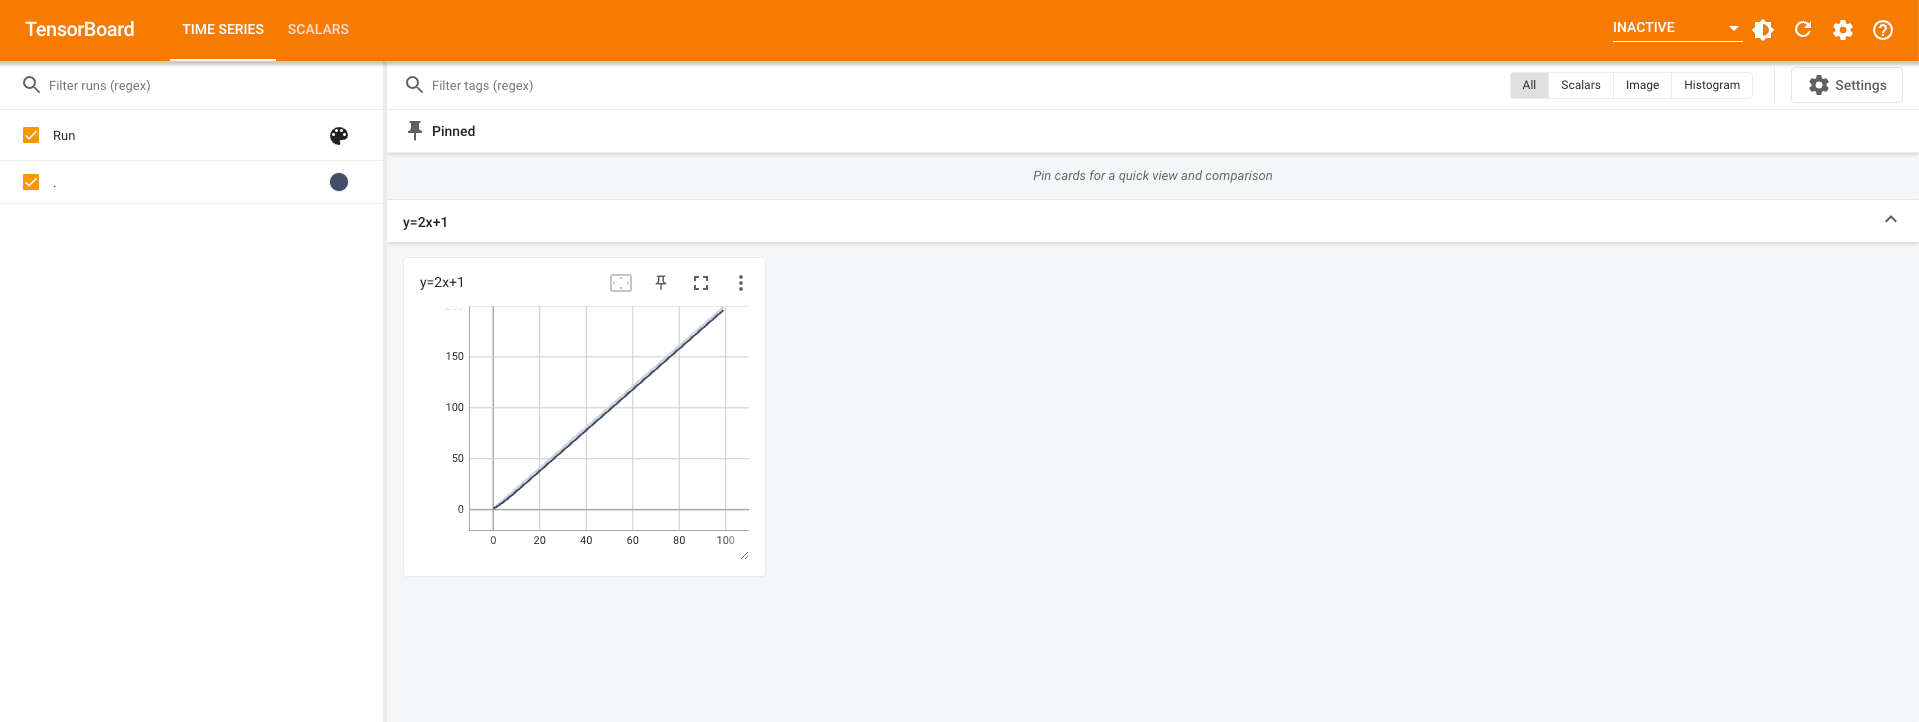 TensorBoard TIME SERIES SCALARS INACTIVE
Filter runs (regex)
Run
.
Filter tags (regex) All Scalars Image Histogram Settings
Pinned
Pin cards for a quick view and comparison
y=2x+1
y=2x+1
150
100
50
0
0 20 40 60 80 100